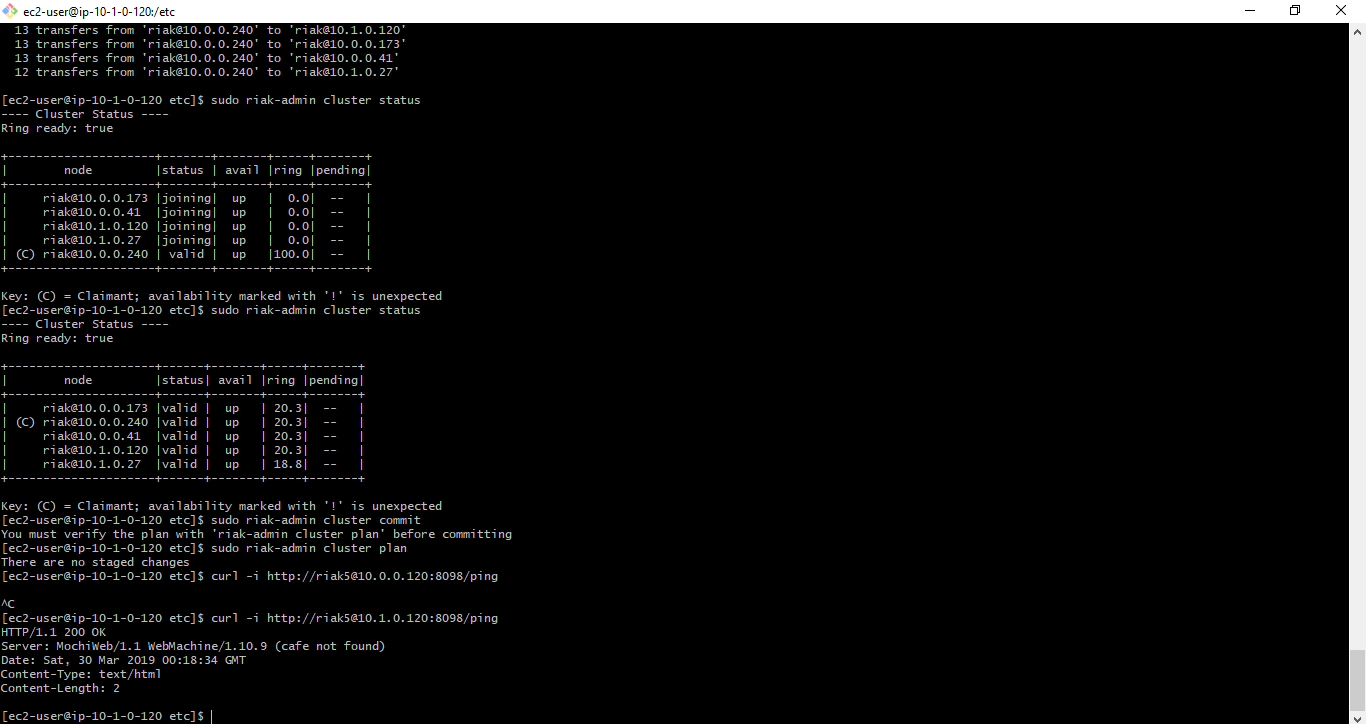 ec2-user@ip-10-1-0-120:/etc
  13 transfers from 'riak@10.0.0.240' to 'riak@10.1.0.120'
  13 transfers from 'riak@10.0.0.240' to 'riak@10.0.0.173'
  13 transfers from 'riak@10.0.0.240' to 'riak@10.0.0.41'
  12 transfers from 'riak@10.0.0.240' to 'riak@10.1.0.27'
[ec2-user@ip-10-1-0-120 etc]$ sudo riak-admin cluster status
---- Cluster Status ----
Ring ready: true
+---------------------+-------+-------+-----+-------+
|        node         |status | avail |ring |pending|
+---------------------+-------+-------+-----+-------+
|     riak@10.0.0.173 |joining|  up   |  0.0|  --   |
|     riak@10.0.0.41  |joining|  up   |  0.0|  --   |
|     riak@10.1.0.120 |joining|  up   |  0.0|  --   |
|     riak@10.1.0.27  |joining|  up   |  0.0|  --   |
| (C) riak@10.0.0.240 | valid |  up   |100.0|  --   |
+---------------------+-------+-------+-----+-------+
Key: (C) = Claimant; availability marked with '!' is unexpected
[ec2-user@ip-10-1-0-120 etc]$ sudo riak-admin cluster status
---- Cluster Status ----
Ring ready: true
+---------------------+------+-------+-----+-------+
|        node         |status| avail |ring |pending|
+---------------------+------+-------+-----+-------+
|     riak@10.0.0.173 |valid |  up   | 20.3|  --   |
| (C) riak@10.0.0.240 |valid |  up   | 20.3|  --   |
|     riak@10.0.0.41  |valid |  up   | 20.3|  --   |
|     riak@10.1.0.120 |valid |  up   | 20.3|  --   |
|     riak@10.1.0.27  |valid |  up   | 18.8|  --   |
+---------------------+------+-------+-----+-------+
Key: (C) = Claimant; availability marked with '!' is unexpected
[ec2-user@ip-10-1-0-120 etc]$ sudo riak-admin cluster commit
You must verify the plan with 'riak-admin cluster plan' before committing
[ec2-user@ip-10-1-0-120 etc]$ sudo riak-admin cluster plan
There are no staged changes
[ec2-user@ip-10-1-0-120 etc]$ curl -i http://riak5@10.0.0.120:8098/ping
^C
[ec2-user@ip-10-1-0-120 etc]$ curl -i http://riak5@10.1.0.120:8098/ping
HTTP/1.1 200 OK
Server: MochiWeb/1.1 WebMachine/1.10.9 (cafe not found)
Date: Sat, 30 Mar 2019 00:18:34 GMT
Content-Type: text/html
Content-Length: 2
[ec2-user@ip-10-1-0-120 etc]$